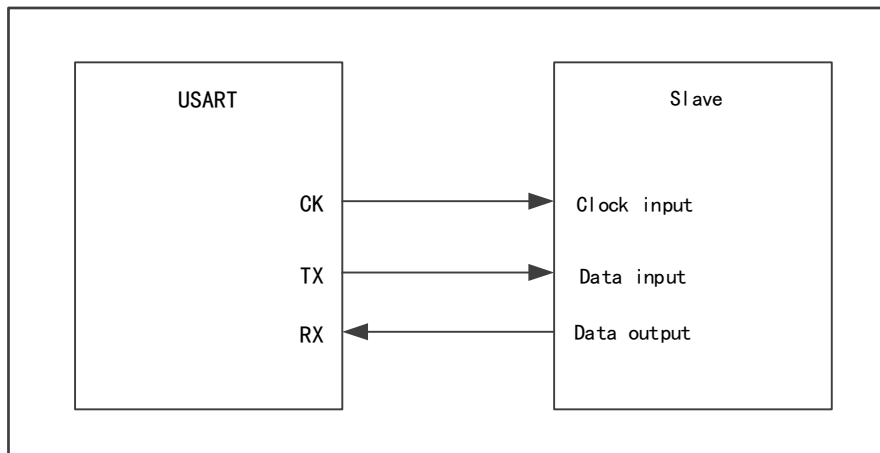 USART
Slave
CK
Clock input
TX
Data input
RX
Data output